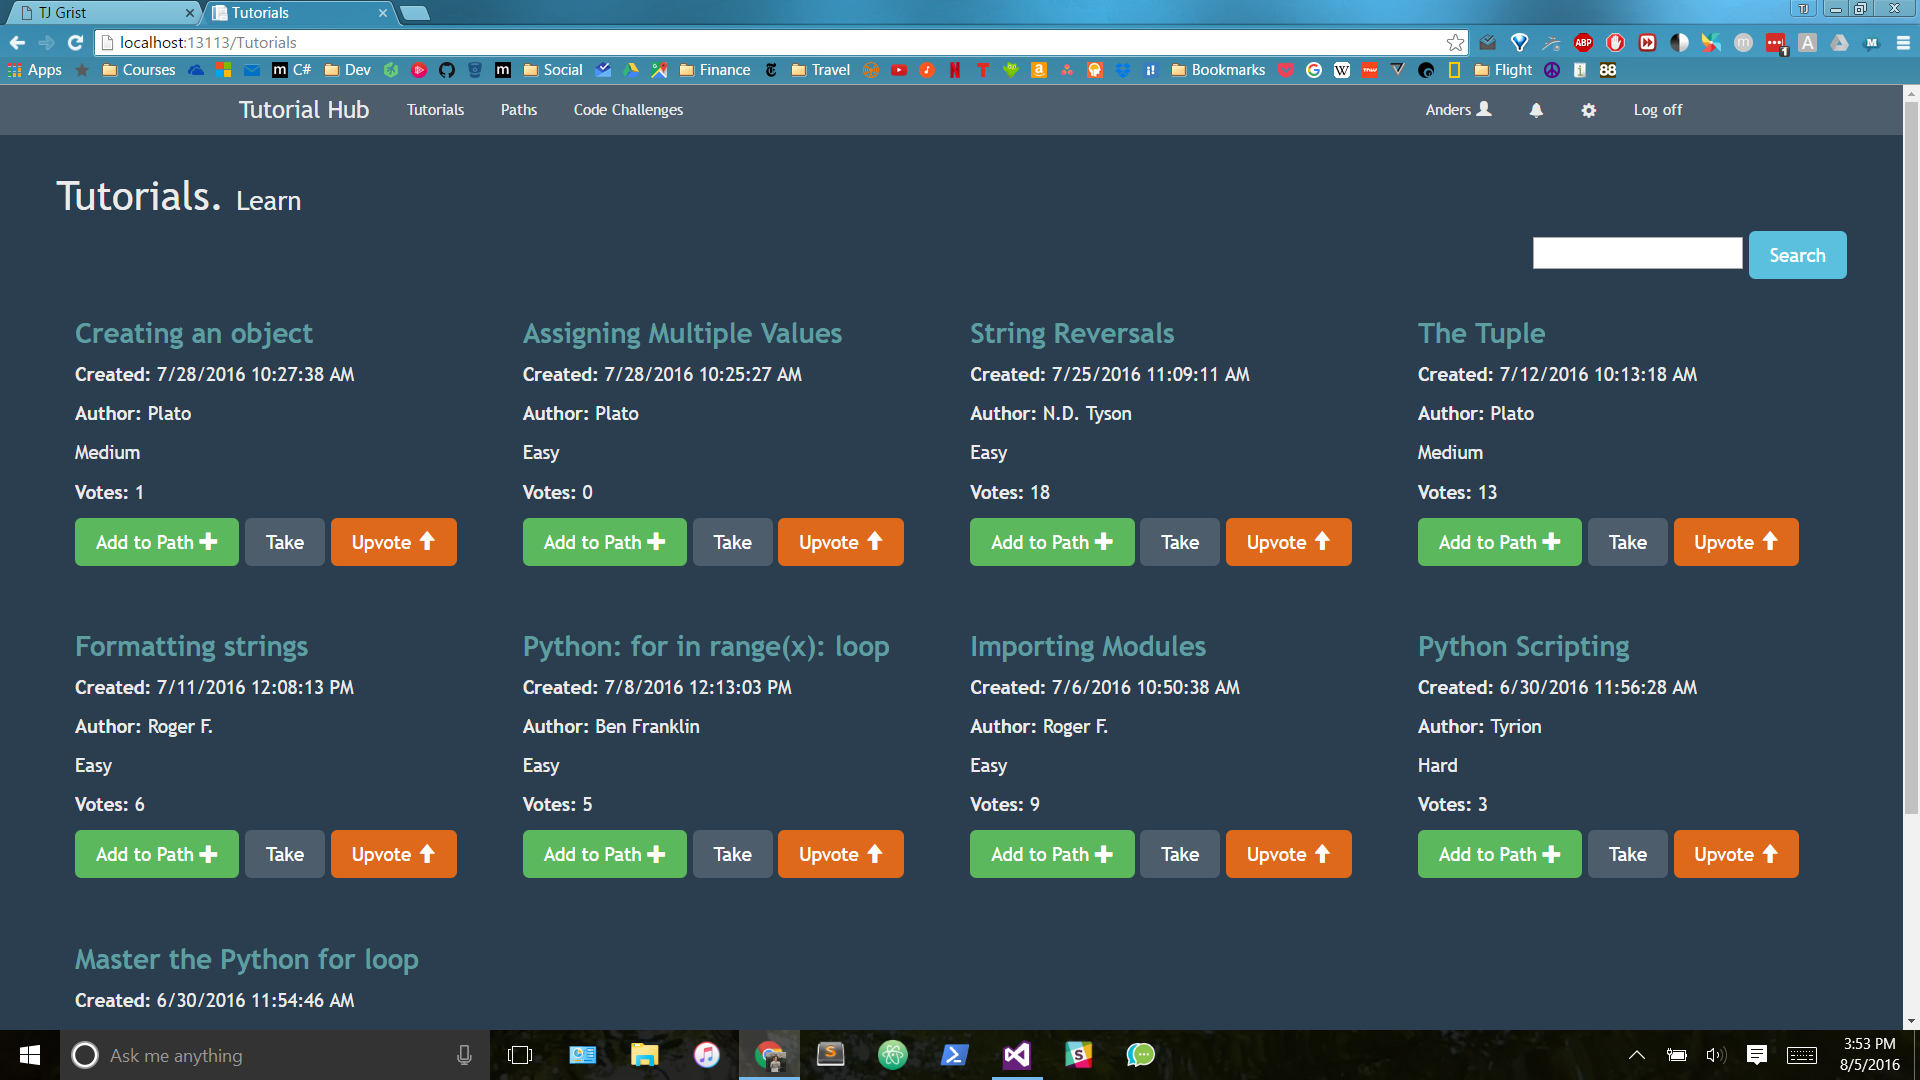 TJ Grist
Tutorials
TJ
localhost:13113/Tutorials
Apps
Courses
C#
Dev
Social
Finance
Travel
Bookmarks
Flight
Tutorial Hub
Tutorials
Paths
Code Challenges
Anders
Log off
Tutorials. Learn
Search
Creating an object
Created: 7/28/2016 10:27:38 AM
Author: Plato
Medium
Votes: 1
Add to Path
Take
Upvote
Assigning Multiple Values
Created: 7/28/2016 10:25:27 AM
Author: Plato
Easy
Votes: 0
Add to Path
Take
Upvote
String Reversals
Created: 7/25/2016 11:09:11 AM
Author: N.D. Tyson
Easy
Votes: 18
Add to Path
Take
Upvote
The Tuple
Created: 7/12/2016 10:13:18 AM
Author: Plato
Medium
Votes: 13
Add to Path
Take
Upvote
Formatting strings
Created: 7/11/2016 12:08:13 PM
Author: Roger F.
Easy
Votes: 6
Add to Path
Take
Upvote
Python: for in range(x): loop
Created: 7/8/2016 12:13:03 PM
Author: Ben Franklin
Easy
Votes: 5
Add to Path
Take
Upvote
Importing Modules
Created: 7/6/2016 10:50:38 AM
Author: Roger F.
Easy
Votes: 9
Add to Path
Take
Upvote
Python Scripting
Created: 6/30/2016 11:56:28 AM
Author: Tyrion
Hard
Votes: 3
Add to Path
Take
Upvote
Master the Python for loop
Created: 6/30/2016 11:54:46 AM
Ask me anything
3:53 PM
8/5/2016